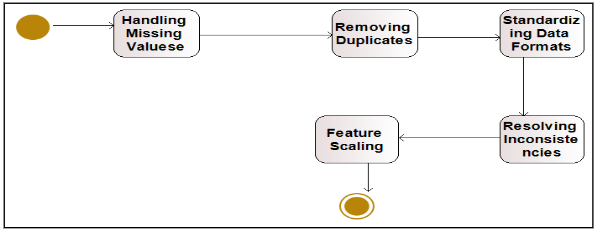 Handling
Missing
Valuese
Removing
Duplicates
Standardiz
ing Data
Formats
Resolving
Inconsiste
ncies
Feature
Scaling